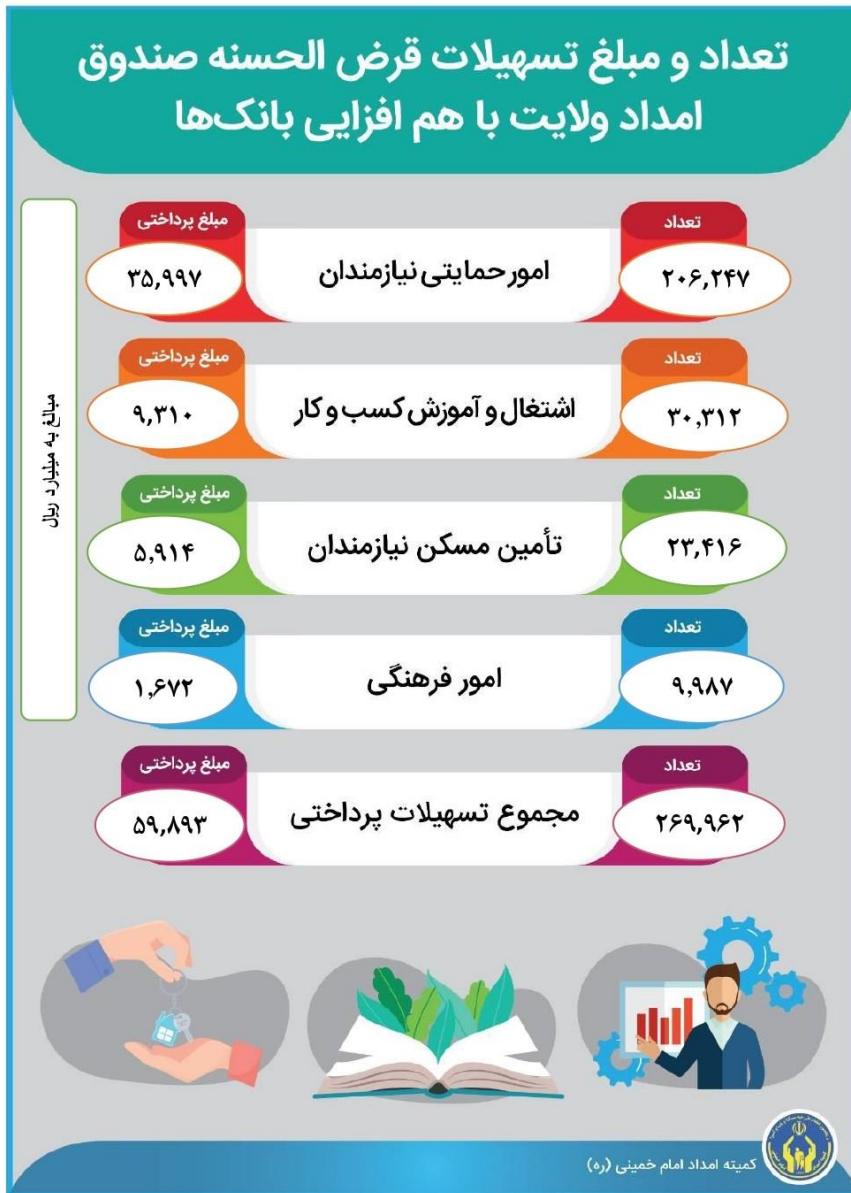 تعداد و مبلغ تسهیلات قرض الحسنه صندوق
امداد ولایت با هم افزایی بانک‌ها
مبالغ به میلیارد ریال
تعداد
مبلغ پرداختی
۲۰۶,۲۴۷
امور حمایتی نیازمندان
۳۵,۹۹۷
تعداد
مبلغ پرداختی
۳۰,۳۱۲
اشتغال و آموزش کسب و کار
۹,۳۱۰
تعداد
مبلغ پرداختی
۲۳,۴۱۶
تأمین مسکن نیازمندان
۵,۹۱۴
تعداد
مبلغ پرداختی
۹,۹۸۷
امور فرهنگی
۱,۶۷۲
تعداد
مبلغ پرداختی
۲۶۹,۹۶۲
مجموع تسهیلات پرداختی
۵۹,۸۹۳
کمیته امداد امام خمینی (ره)